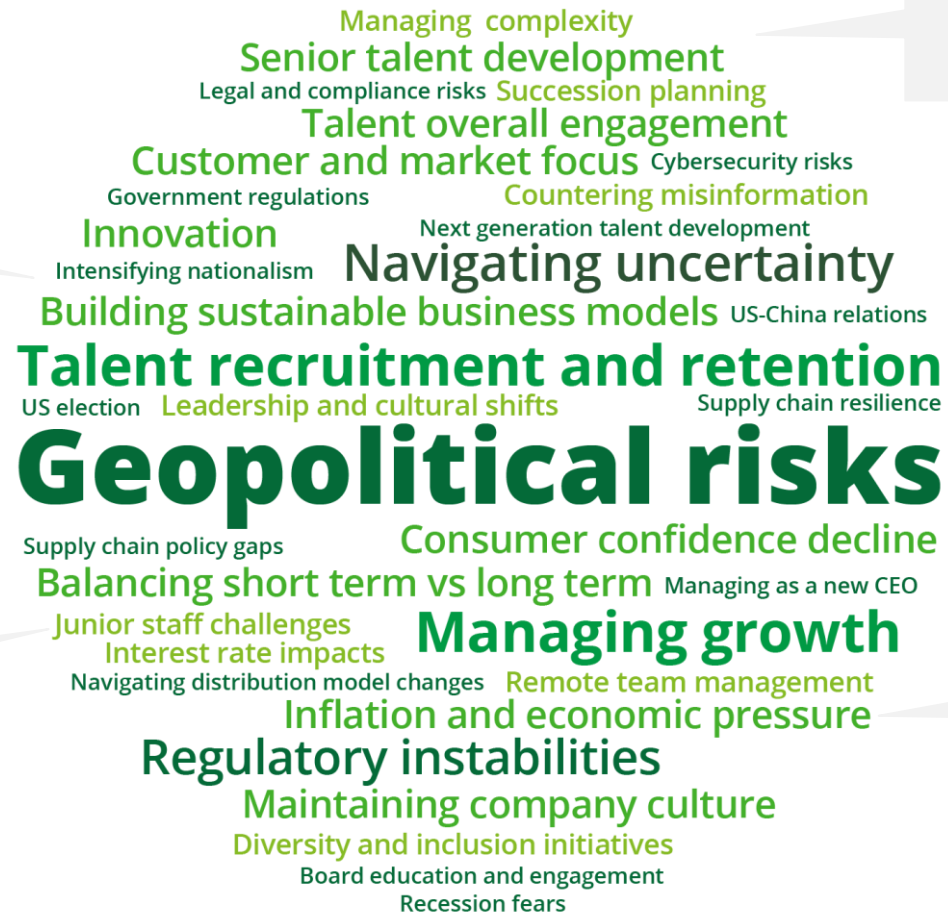 Managing complexity
Senior talent development
Legal and compliance risks Succession planning
Talent overall engagement
Customer and market focus Cybersecurity risks
Government regulations Countering misinformation
Innovation Next generation talent development
Intensifying nationalism Navigating uncertainty
Building sustainable business models US-China relations
Talent recruitment and retention
US election Leadership and cultural shifts Supply chain resilience
Geopolitical risks
Supply chain policy gaps Consumer confidence decline
Balancing short term vs long term Managing as a new CEO
Junior staff challenges Managing growth
Interest rate impacts
Navigating distribution model changes Remote team management
Inflation and economic pressure
Regulatory instabilities
Maintaining company culture
Diversity and inclusion initiatives
Board education and engagement
Recession fears